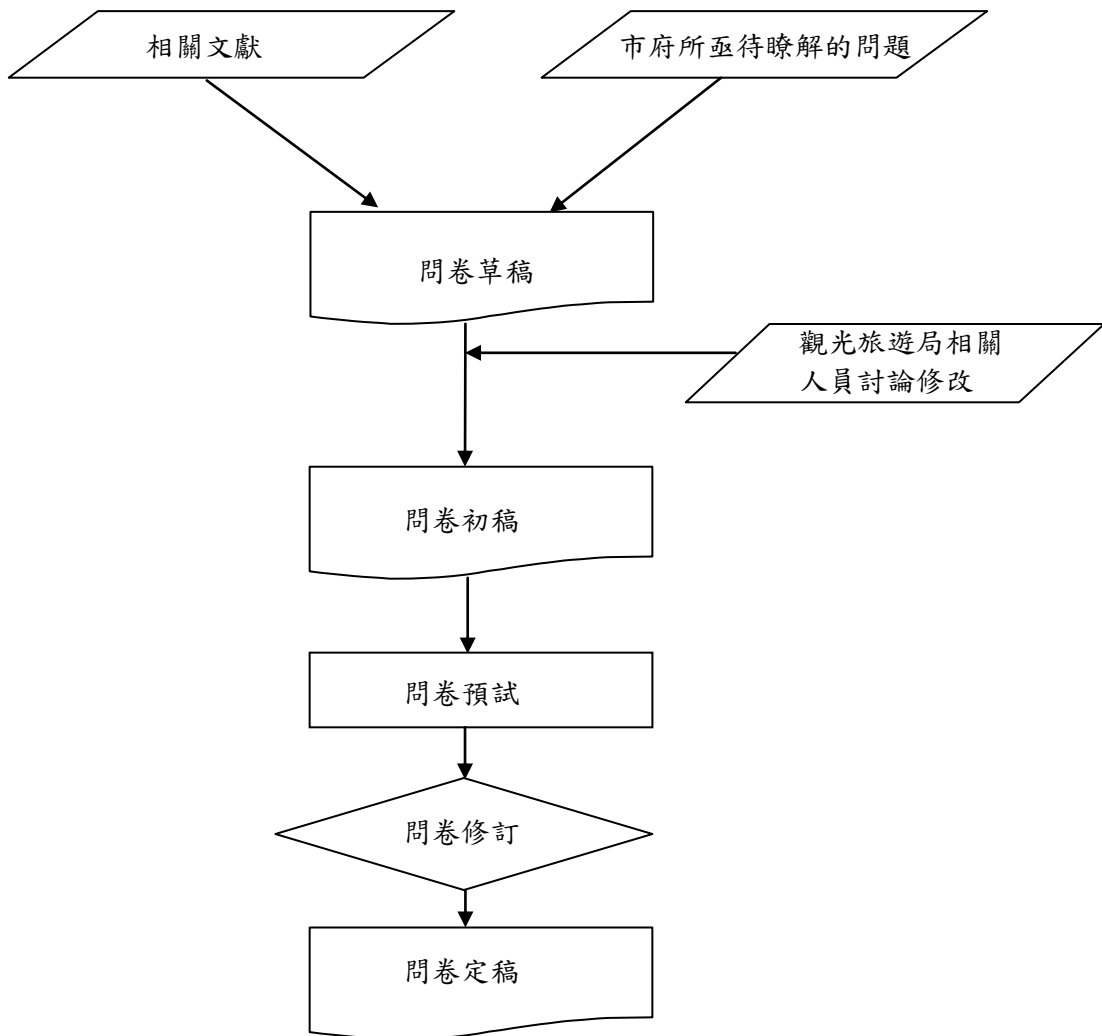 相關文獻
市府所亟待瞭解的問題
問卷草稿
觀光旅遊局相關
人員討論修改
問卷初稿
問卷預試
問卷修訂
問卷定稿